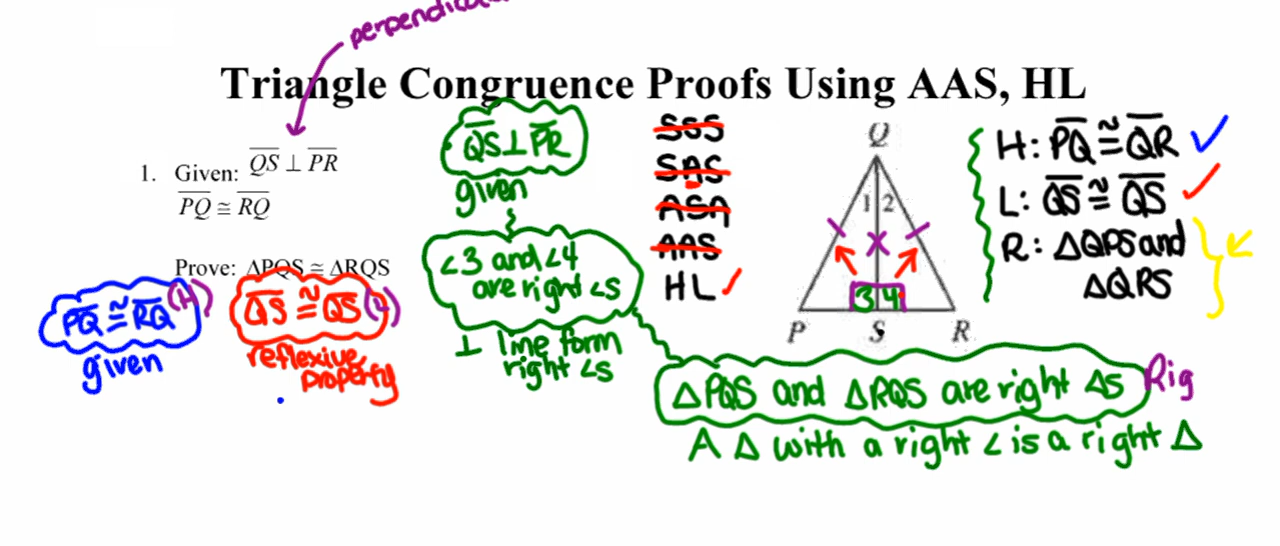 perpendicula
Triangle Congruence Proofs Using AAS, HL
1. Given: QS ⊥ PR
PQ ≅ RQ
Prove: ΔPQS ≅ ΔRQS
PQ ≅ RQ (H)
given
QS ≅ QS (L)
reflexive
property
QS ⊥ PR
given
∠3 and ∠4
are right ∠s
⊥ line form
right ∠s
SSS
SAS
ASA
AAS
HL ✓
Q
1 2
3 4
P S R
H: PQ ≅ QR ✓
L: QS ≅ QS ✓
R: ΔQPS and
ΔQRS
ΔPQS and ΔRQS are right Δs Rig
A Δ with a right ∠ is a right Δ